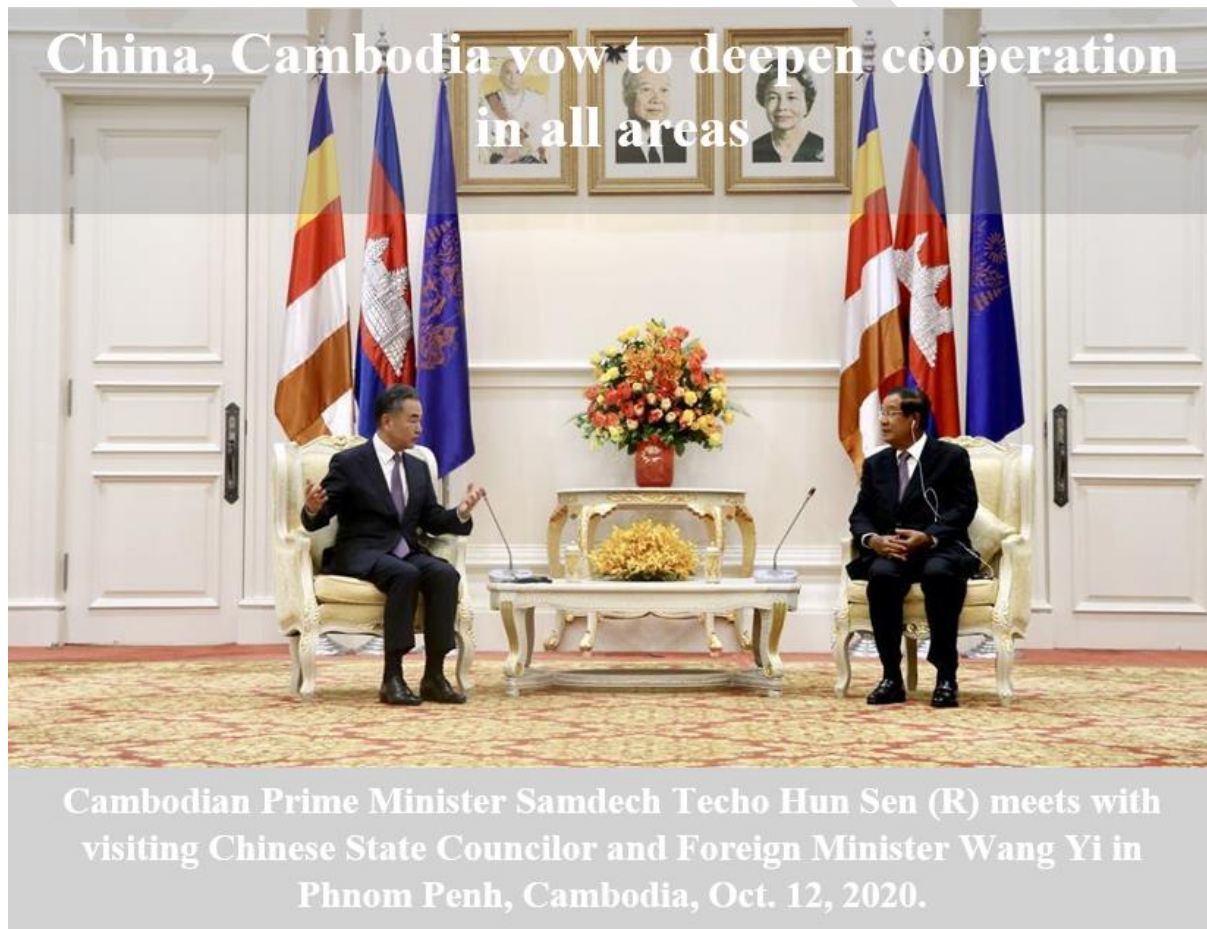 China, Cambodia vow to deepen cooperation
in all areas
Cambodian Prime Minister Samdech Techo Hun Sen (R) meets with
visiting Chinese State Councilor and Foreign Minister Wang Yi in
Phnom Penh, Cambodia, Oct. 12, 2020.